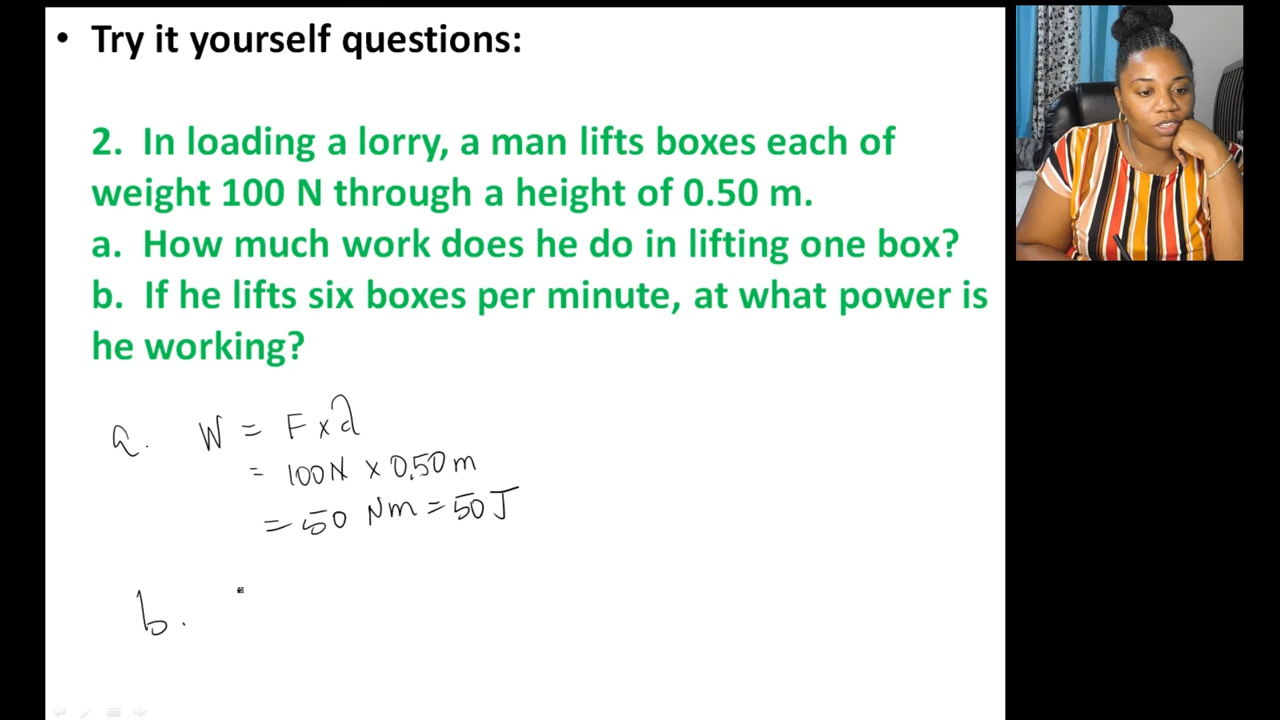 • Try it yourself questions:
2. In loading a lorry, a man lifts boxes each of
weight 100 N through a height of 0.50 m.
a. How much work does he do in lifting one box?
b. If he lifts six boxes per minute, at what power is
he working?
a. W = F x d
= 100N x 0.50m
= 50 Nm = 50 J
b.